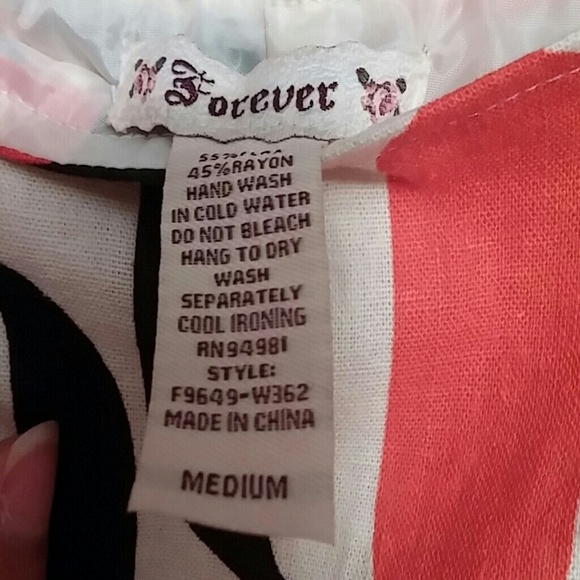 Forever
45%RAYON
HAND WASH
IN COLD WATER
DO NOT BLEACH
HANG TO DRY
WASH
SEPARATELY
COOL IRONING
RN94981
STYLE:
F9649-W362
MADE IN CHINA
MEDIUM